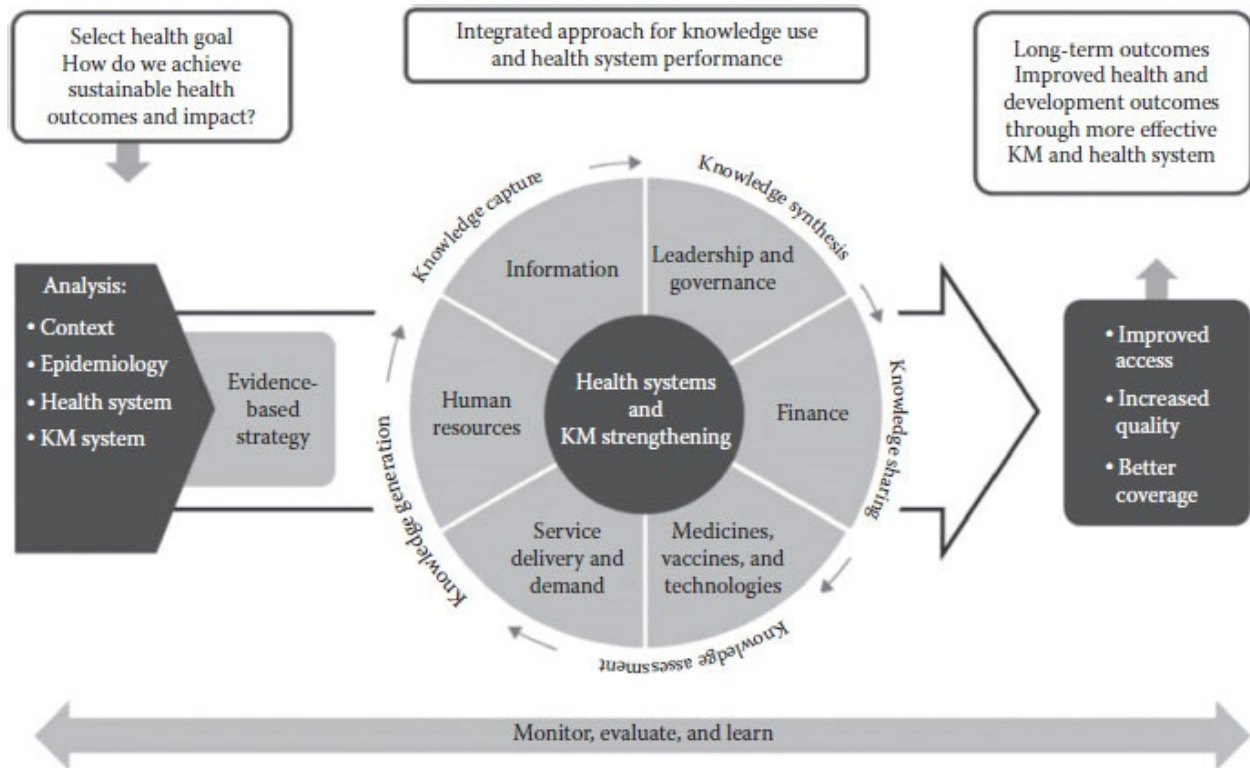 Select health goal
How do we achieve
sustainable health
outcomes and impact?
Integrated approach for knowledge use
and health system performance
Long-term outcomes
Improved health and
development outcomes
through more effective
KM and health system
Analysis:
• Context
• Epidemiology
• Health system
• KM system
Evidence-
based
strategy
Knowledge capture
Knowledge synthesis
Knowledge sharing
Knowledge assessment
Knowledge generation
Information
Leadership and
governance
Finance
Medicines,
vaccines, and
technologies
Service
delivery and
demand
Human
resources
Health systems
and
KM strengthening
• Improved
access
• Increased
quality
• Better
coverage
Monitor, evaluate, and learn